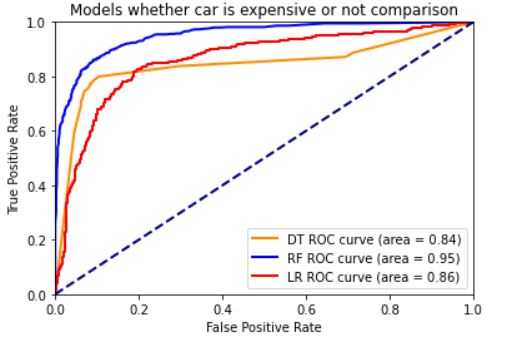 Models whether car is expensive or not comparison
1.0
0.8
0.6
0.4
0.2
0.0
True Positive Rate
DT ROC curve (area = 0.84)
RF ROC curve (area = 0.95)
LR ROC curve (area = 0.86)
0.0 0.2 0.4 0.6 0.8 1.0
False Positive Rate